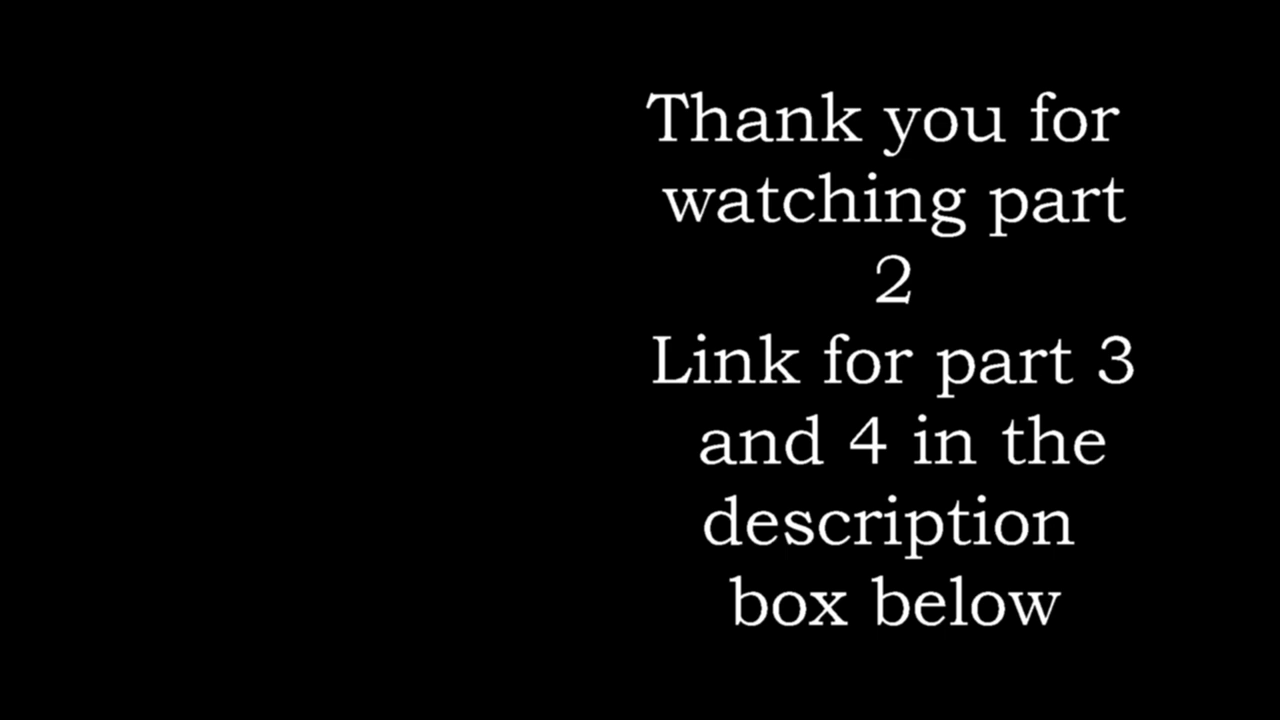 Thank you for
watching part
2
Link for part 3
and 4 in the
description
box below